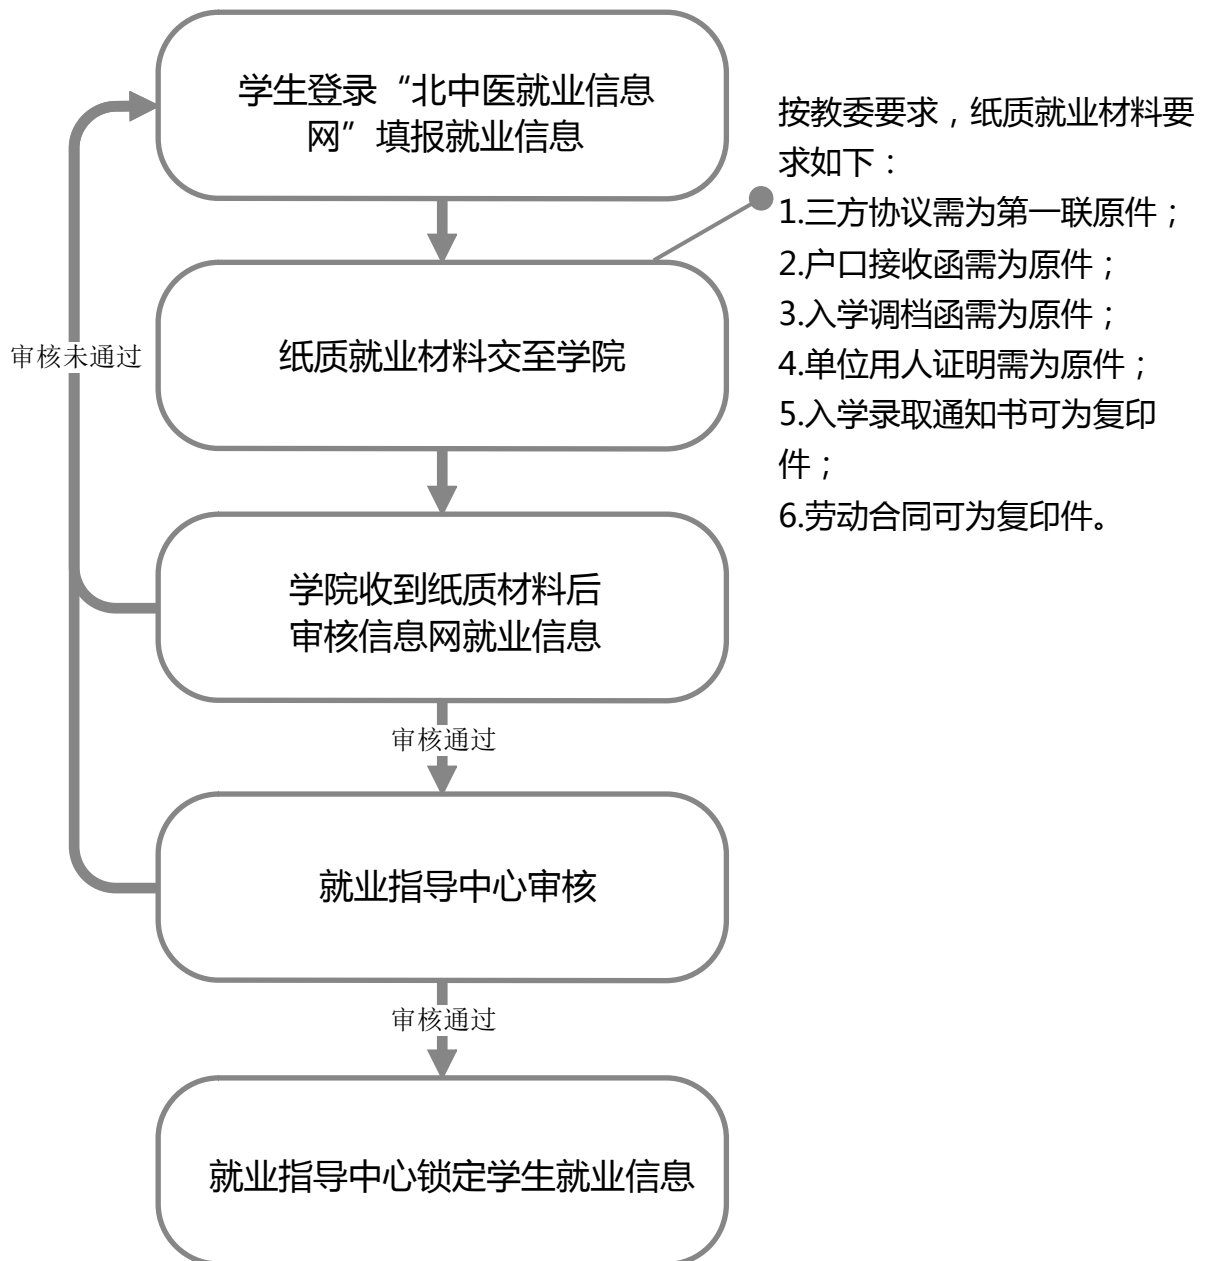 学生登录“北中医就业信息
网”填报就业信息
按教委要求，纸质就业材料要
求如下：
1.三方协议需为第一联原件；
2.户口接收函需为原件；
3.入学调档函需为原件；
4.单位用人证明需为原件；
5.入学录取通知书可为复印
件；
6.劳动合同可为复印件。
审核未通过
纸质就业材料交至学院
学院收到纸质材料后
审核信息网就业信息
审核通过
就业指导中心审核
审核通过
就业指导中心锁定学生就业信息